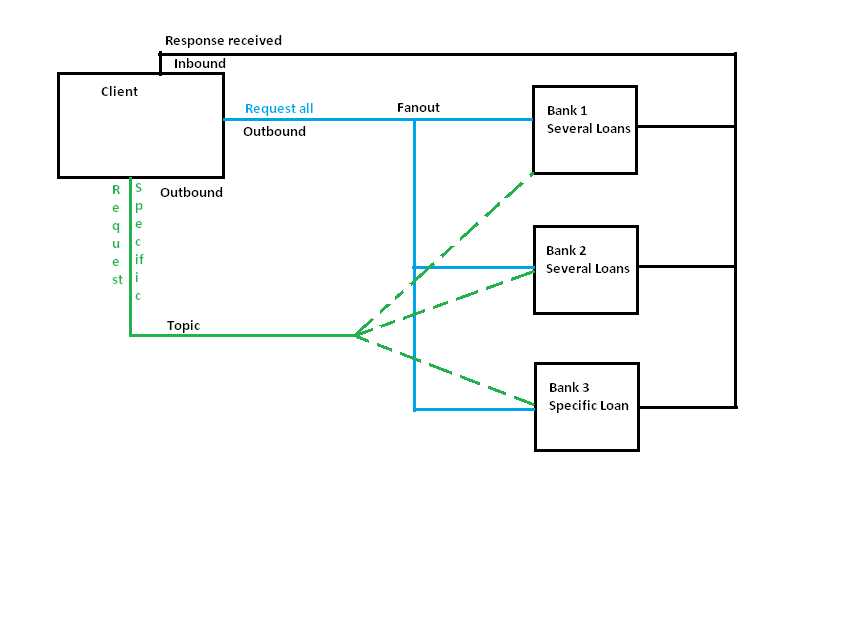 Response received
Inbound
Client
Request all
Fanout
Outbound
Bank 1
Several Loans
Request
Specific
Outbound
Bank 2
Several Loans
Topic
Bank 3
Specific Loan